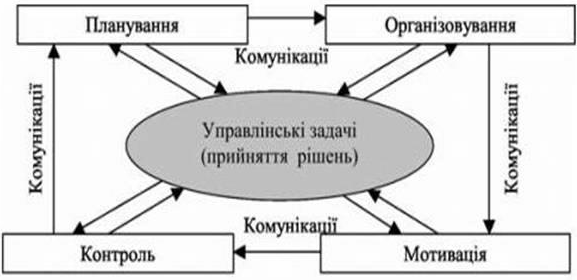 Планування
Організовування
Комунікації
Комунікації
Управлінські задачі
(прийняття рішень)
Комунікації
Комунікації
Контроль
Мотивація